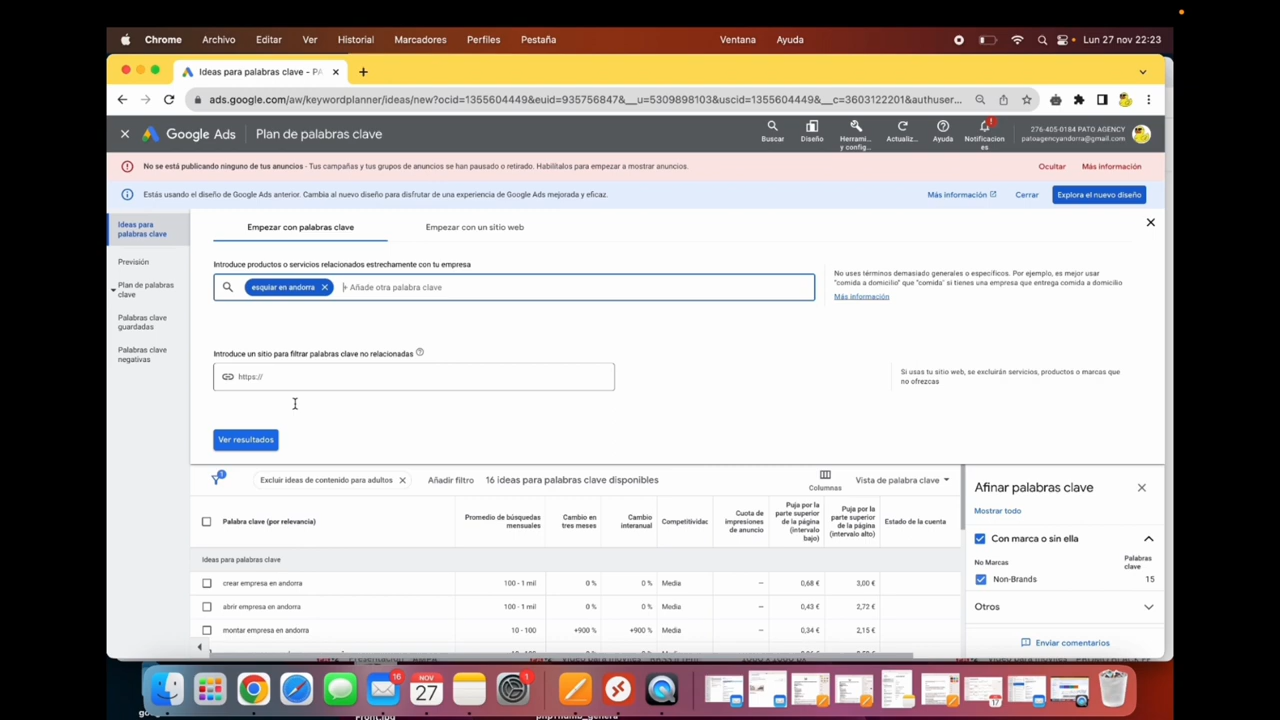 Chrome Archivo Editar Ver Historial Marcadores Perfiles Pestaña Ventana Ayuda Lun 27 nov 22:23
Ideas para palabras clave - PA
ads.google.com/aw/keywordplanner/ideas/new?ocid=1355604449&euid=935756847&__u=5309898103&uscid=1355604449&__c=3603122201&authuser...
Google Ads Plan de palabras clave
Buscar
Diseño
Herrami... y config...
Actualiz...
Ayuda
Notificacion es
276-405-0184 PATO AGENCY
patoagencyandorra@gmail.com
No se está publicando ninguno de tus anuncios - Tus campañas y tus grupos de anuncios se han pausado o retirado. Habilítalos para empezar a mostrar anuncios. Ocultar Más información
Estás usando el diseño de Google Ads anterior. Cambia al nuevo diseño para disfrutar de una experiencia de Google Ads mejorada y eficaz. Más información Cerrar Explora el nuevo diseño
Ideas para
palabras clave
Previsión
Plan de palabras
clave
Palabras clave
guardadas
Palabras clave
negativas
Empezar con palabras clave Empezar con un sitio web
Introduce productos o servicios relacionados estrechamente con tu empresa
esquiar en andorra Añade otra palabra clave
No uses términos demasiado generales o específicos. Por ejemplo, es mejor usar
"comida a domicilio" que "comida" si tienes una empresa que entrega comida a domicilio
Más información
Introduce un sitio para filtrar palabras clave no relacionadas
https://
Si usas tu sitio web, se excluirán servicios, productos o marcas que
no ofrezcas
Ver resultados
1
Excluir ideas de contenido para adultos Añadir filtro 16 ideas para palabras clave disponibles Columnas Vista de palabra clave
Palabra clave (por relevancia)
Promedio de búsquedas
mensuales
Cambio en
tres meses
Cambio
interanual
Competitividad
Cuota de
impresiones
de anuncio
Puja por la
parte superior
de la página
(intervalo
bajo)
Puja por la
parte superior
de la página
(intervalo alto)
Estado de la cuenta
Ideas para palabras clave
crear empresa en andorra 100 - 1 mil 0 % 0 % Media – 0,68 € 3,00 €
abrir empresa en andorra 100 - 1 mil 0 % 0 % Media – 0,43 € 2,72 €
montar empresa en andorra 10 - 100 +900 % +900 % Media – 0,34 € 2,15 €
Afinar palabras clave
Mostrar todo
Con marca o sin ella
No Marcas
Palabras
clave
Non-Brands 15
Otros
Enviar comentarios
16
NOV
27
1
17